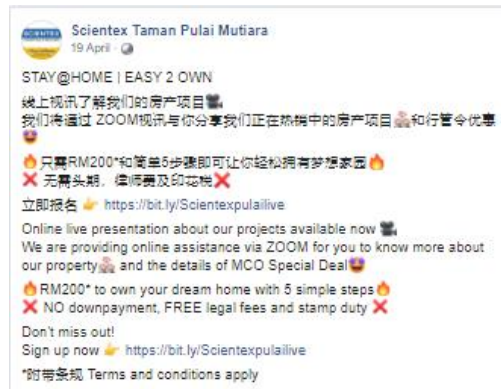 SCIENTEX
Scientex Taman Pulai Mutiara
19 April ·
STAY@HOME | EASY 2 OWN
线上视讯了解我们的房产项目🎥
我们将通过 ZOOM视讯与你分享我们正在热销中的房产项目🏘️和行管令优惠
🤩
🔥只需RM200*和简单5步骤即可让你轻松拥有梦想家园🔥
❌ 无需头期，律师费及印花税❌
立即报名 👉 https://bit.ly/Scientexpulailive
Online live presentation about our projects available now 🎥
We are providing online assistance via ZOOM for you to know more about
our property🏘️ and the details of MCO Special Deal🤩
🔥RM200* to own your dream home with 5 simple steps🔥
❌ NO downpayment, FREE legal fees and stamp duty ❌
Don't miss out!
Sign up now 👉 https://bit.ly/Scientexpulailive
*附带条规 Terms and conditions apply